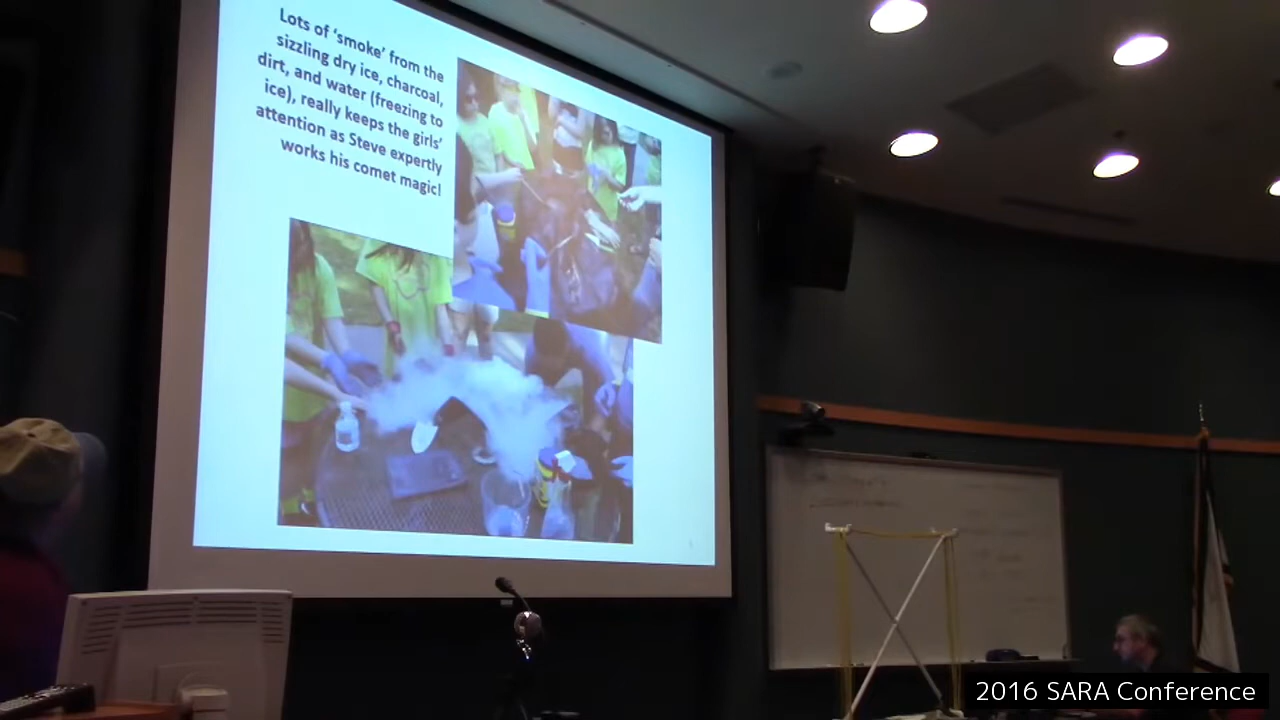 Lots of ‘smoke’ from the
sizzling dry ice, charcoal,
dirt, and water (freezing to
ice), really keeps the girls’
attention as Steve expertly
works his comet magic!
2016 SARA Conference